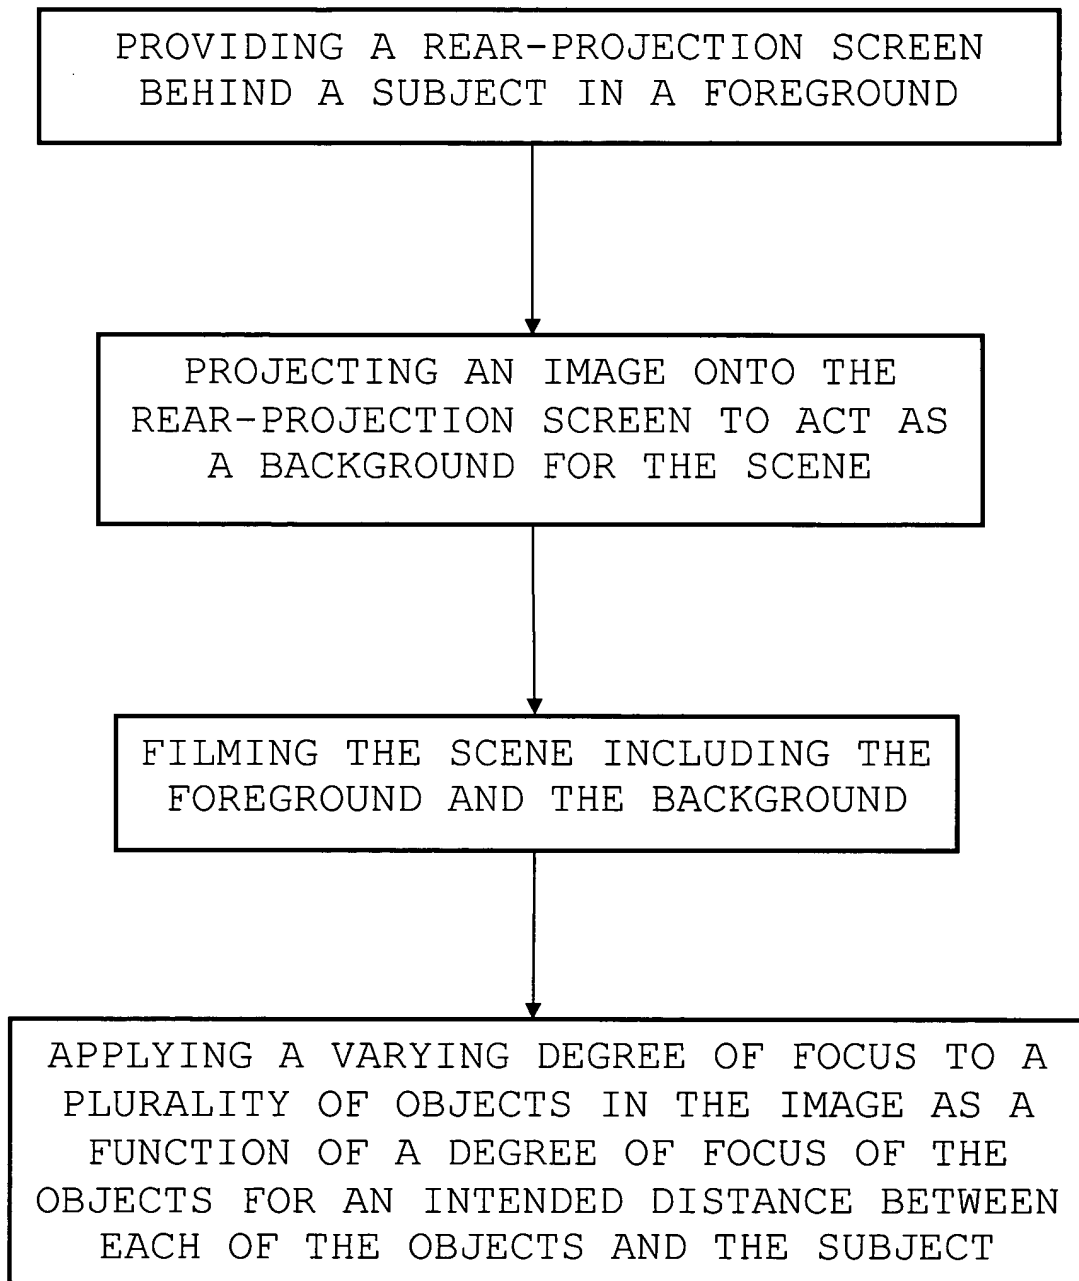 PROVIDING A REAR-PROJECTION SCREEN
BEHIND A SUBJECT IN A FOREGROUND
PROJECTING AN IMAGE ONTO THE
REAR-PROJECTION SCREEN TO ACT AS
A BACKGROUND FOR THE SCENE
FILMING THE SCENE INCLUDING THE
FOREGROUND AND THE BACKGROUND
APPLYING A VARYING DEGREE OF FOCUS TO A
PLURALITY OF OBJECTS IN THE IMAGE AS A
FUNCTION OF A DEGREE OF FOCUS OF THE
OBJECTS FOR AN INTENDED DISTANCE BETWEEN
EACH OF THE OBJECTS AND THE SUBJECT